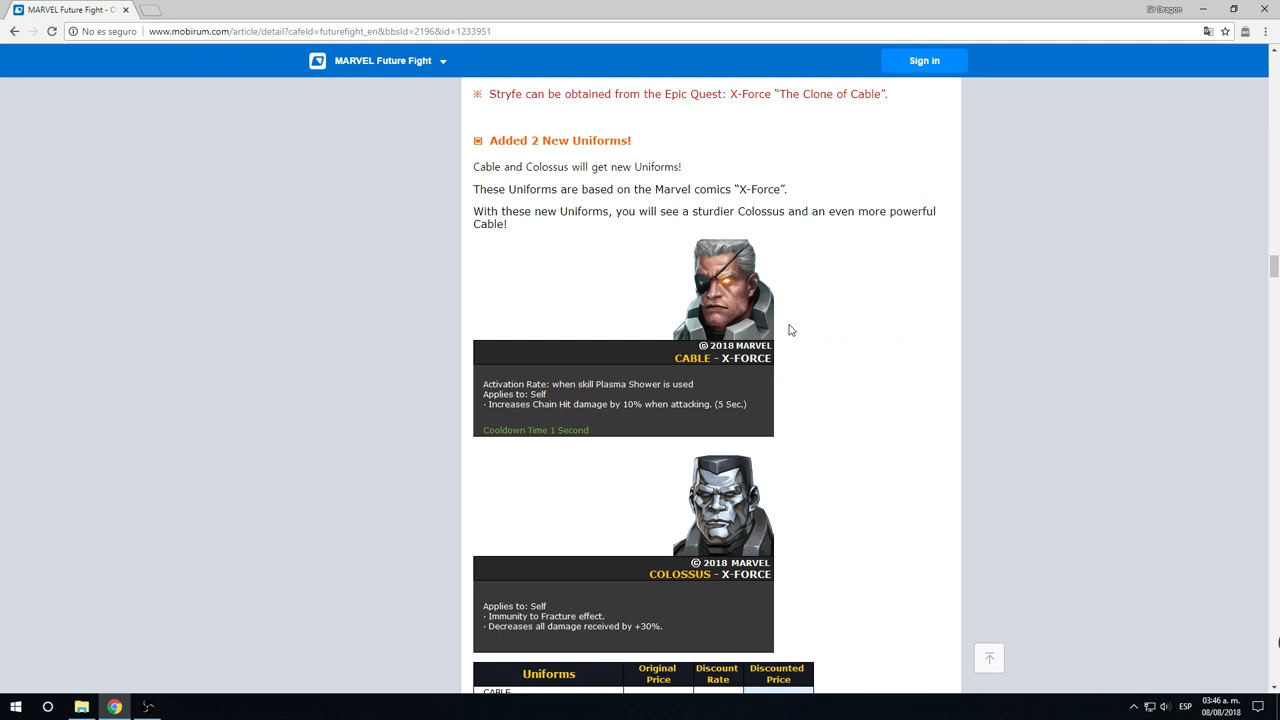 MARVEL Future Fight - C
Sir Dragon
No es seguro
www.mobirum.com/article/detail?cafeId=futurefight_en&bbsId=2196&id=1233951
MARVEL Future Fight
Sign in
※ Stryfe can be obtained from the Epic Quest: X-Force “The Clone of Cable”.
▣ Added 2 New Uniforms!
Cable and Colossus will get new Uniforms!
These Uniforms are based on the Marvel comics “X-Force”.
With these new Uniforms, you will see a sturdier Colossus and an even more powerful
Cable!
© 2018 MARVEL
CABLE - X-FORCE
Activation Rate: when skill Plasma Shower is used
Applies to: Self
· Increases Chain Hit damage by 10% when attacking. (5 Sec.)
Cooldown Time 1 Second
© 2018 MARVEL
COLOSSUS - X-FORCE
Applies to: Self
· Immunity to Fracture effect.
· Decreases all damage received by +30%.
Uniforms
Original Price
Discount Rate
Discounted Price
CABLE
ESP
03:46 a. m.
08/08/2018